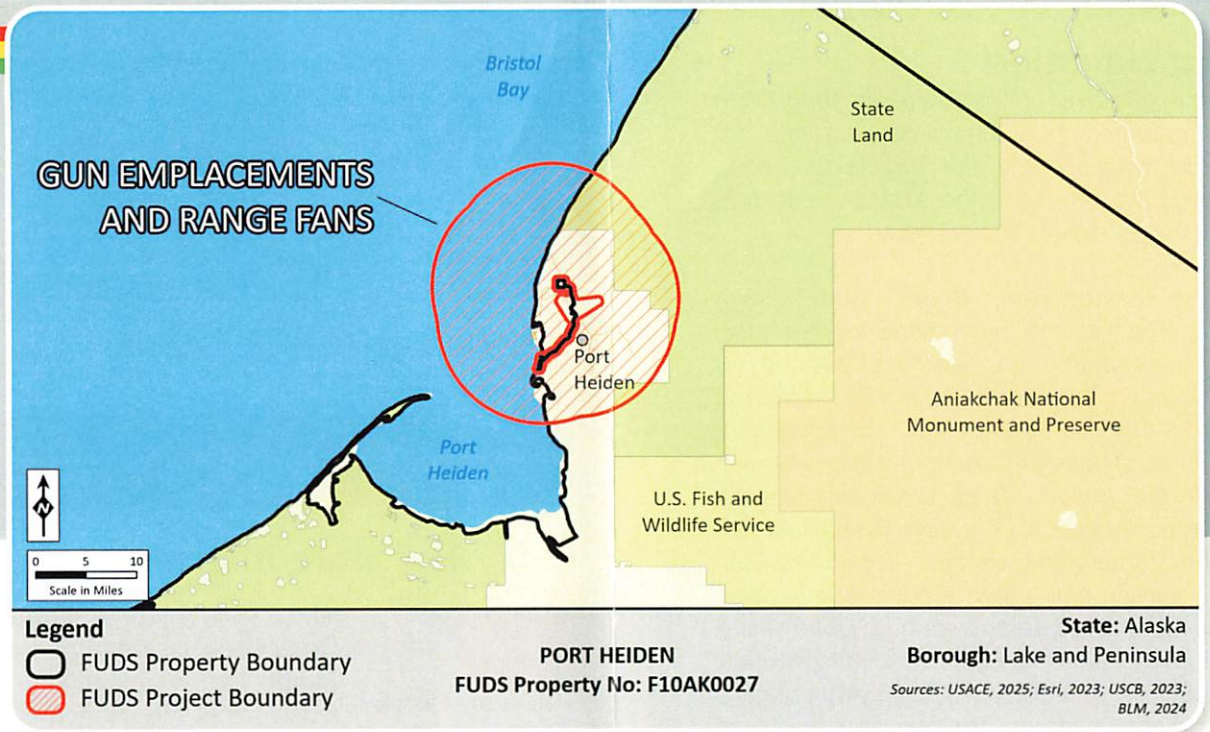 Bristol
Bay
State
Land
GUN EMPLACEMENTS
AND RANGE FANS
Port
Heiden
Aniakchak National
Monument and Preserve
Port
Heiden
U.S. Fish and
Wildlife Service
N
0 5 10
Scale in Miles
Legend
FUDS Property Boundary
FUDS Project Boundary
PORT HEIDEN
FUDS Property No: F10AK0027
State: Alaska
Borough: Lake and Peninsula
Sources: USACE, 2025; Esri, 2023; USCB, 2023;
BLM, 2024